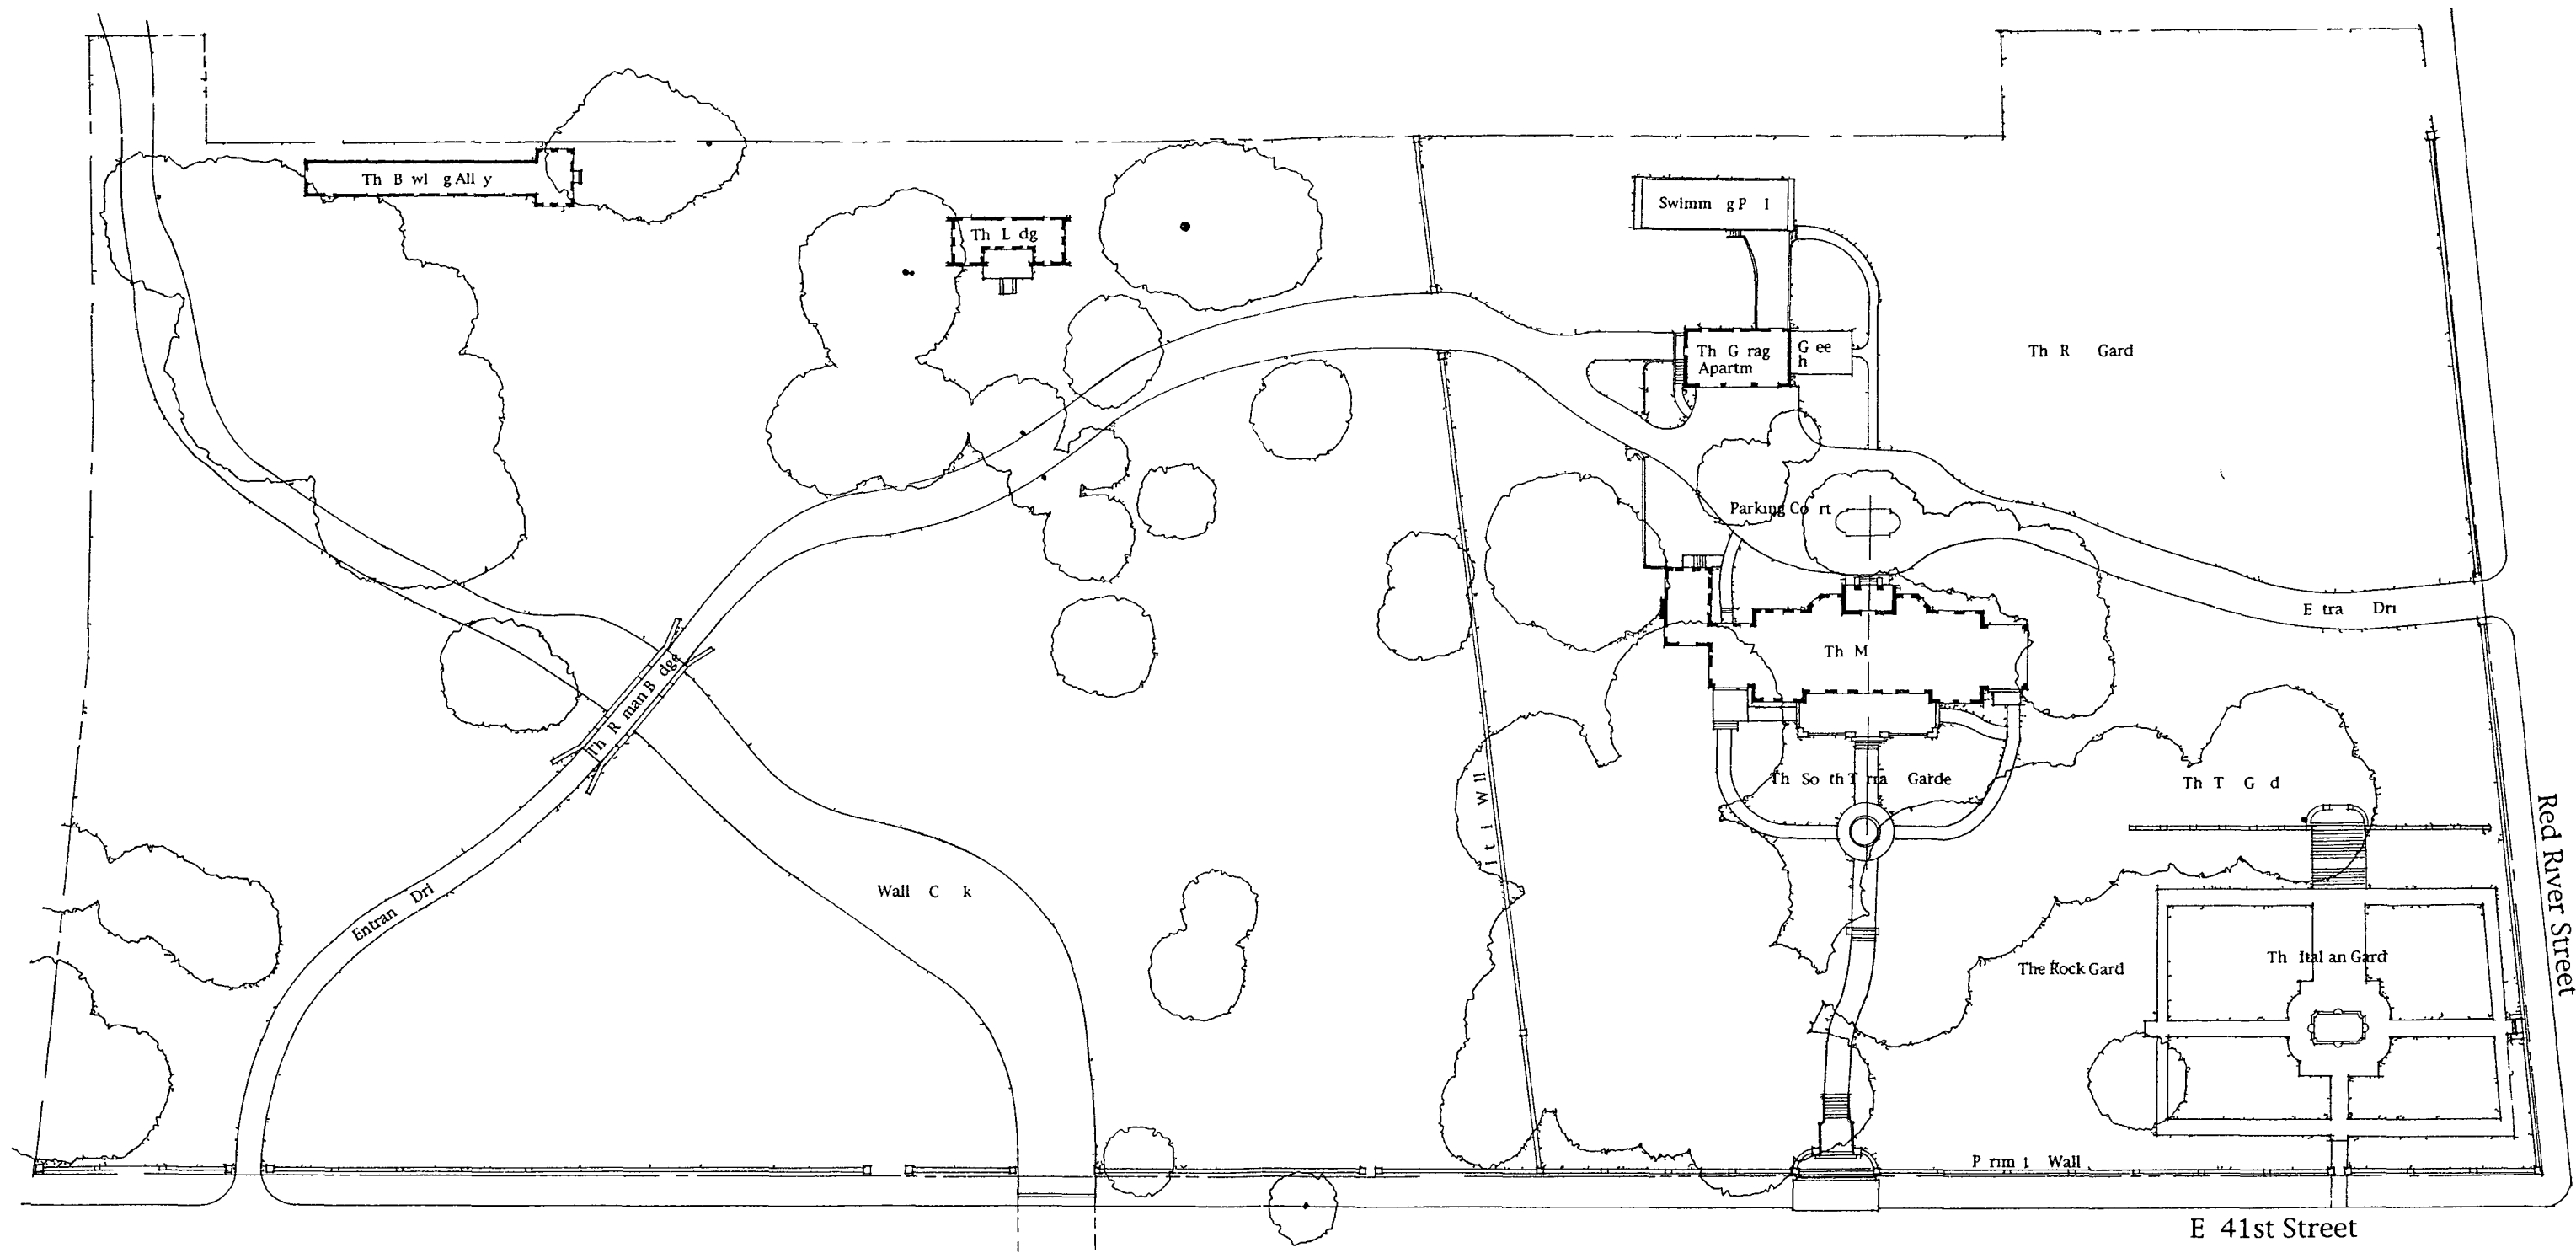 Th B wl g All y
Th L dg
Swimm g P l
Th G rag
Apartm
G ee
h
Th R Gard
Parking Co rt
E tra Dri
Th M
Th R man B dge
Th So th T rra Garde
Th T G d
I t i W ll
Red River Street
Entran Dri
Wall C k
The Rock Gard
Th Ital an Gard
P rim t Wall
E 41st Street